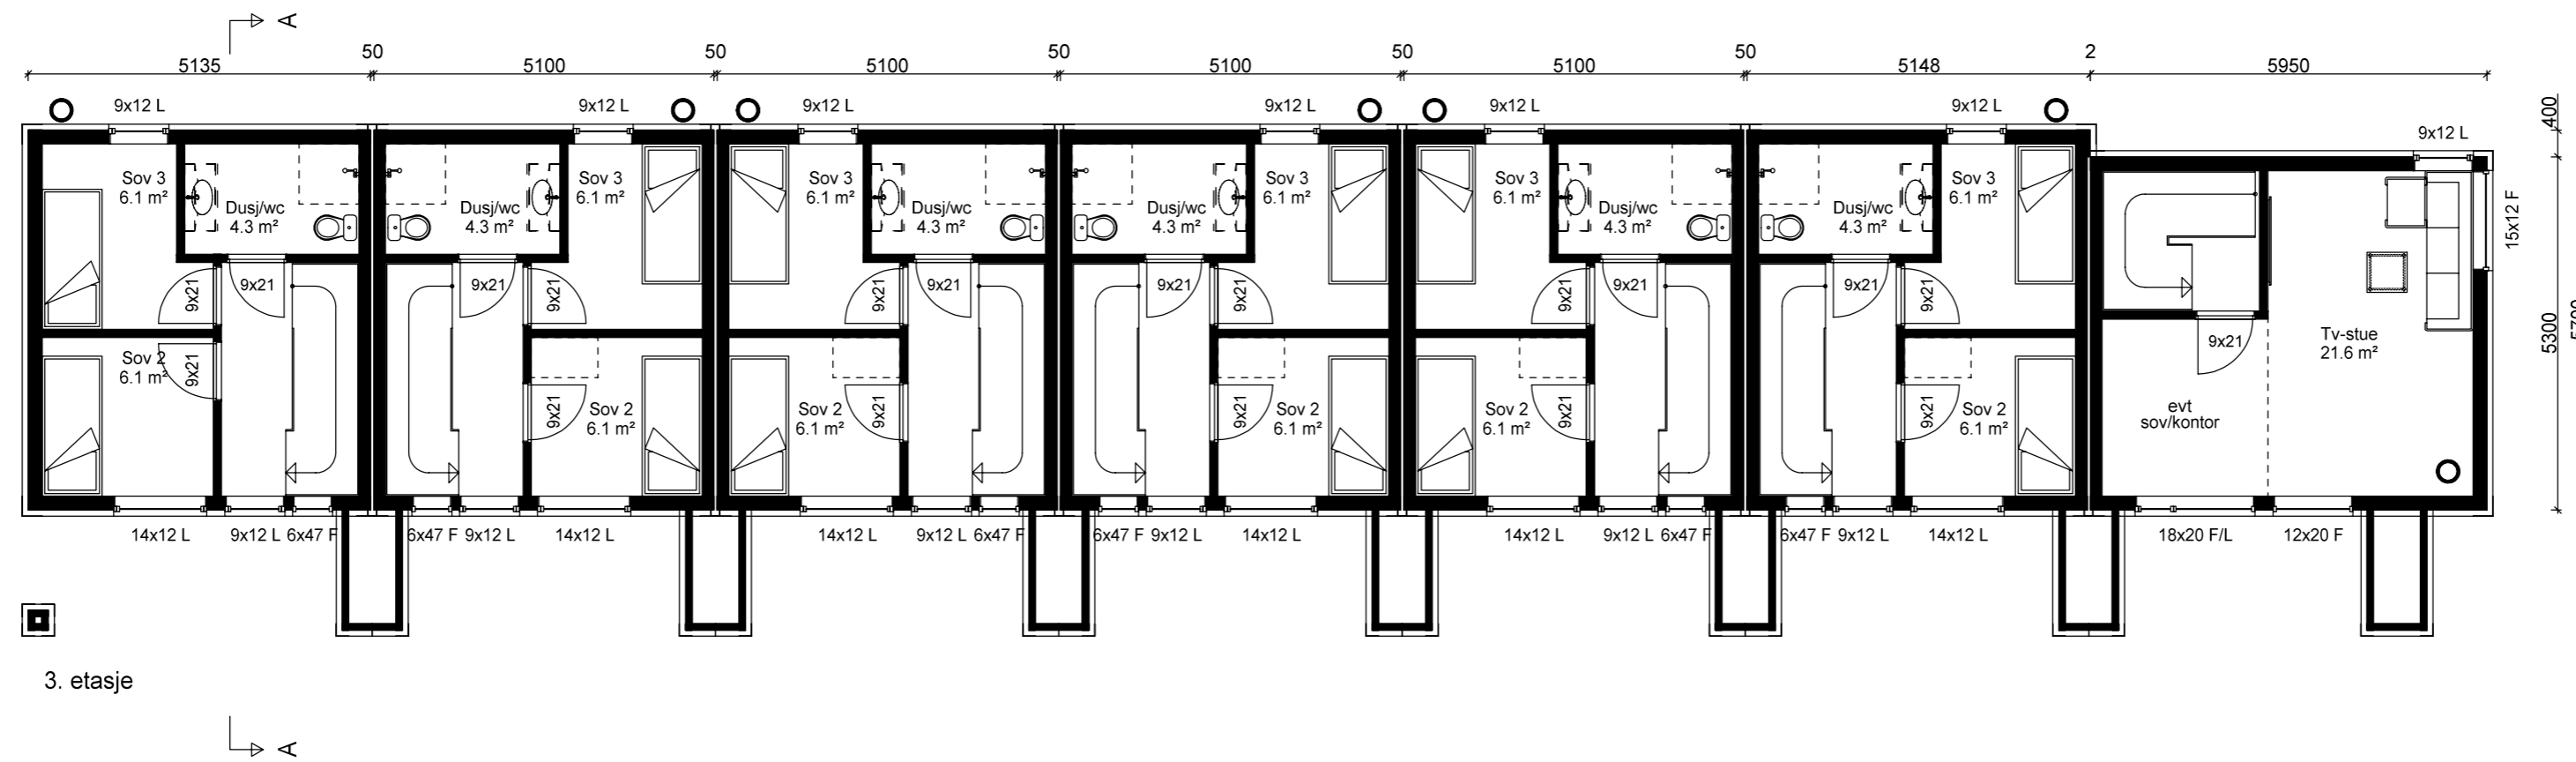 A
50 50 50 50 50 2
5135 5100 5100 5100 5100 5148 5950
9x12 L 9x12 L 9x12 L 9x12 L 9x12 L 9x12 L
400
9x12 L
Sov 3
6.1 m²
Dusj/wc
4.3 m²
Dusj/wc
4.3 m²
Sov 3
6.1 m²
Sov 3
6.1 m²
Dusj/wc
4.3 m²
Dusj/wc
4.3 m²
Sov 3
6.1 m²
Sov 3
6.1 m²
Dusj/wc
4.3 m²
Dusj/wc
4.3 m²
Sov 3
6.1 m²
15x12 F
9x21 9x21 9x21 9x21 9x21 9x21
9x21 9x21 9x21 9x21 9x21 9x21
5300
Tv-stue
21.6 m²
9x21
Sov 2
6.1 m²
9x21
9x21
Sov 2
6.1 m²
Sov 2
6.1 m²
9x21
9x21
Sov 2
6.1 m²
Sov 2
6.1 m²
9x21
9x21
Sov 2
6.1 m²
evt
sov/kontor
14x12 L 9x12 L 6x47 F 6x47 F 9x12 L 14x12 L 14x12 L 9x12 L 6x47 F 6x47 F 9x12 L 14x12 L 14x12 L 9x12 L 6x47 F 6x47 F 9x12 L 14x12 L 18x20 F/L 12x20 F
3. etasje
A